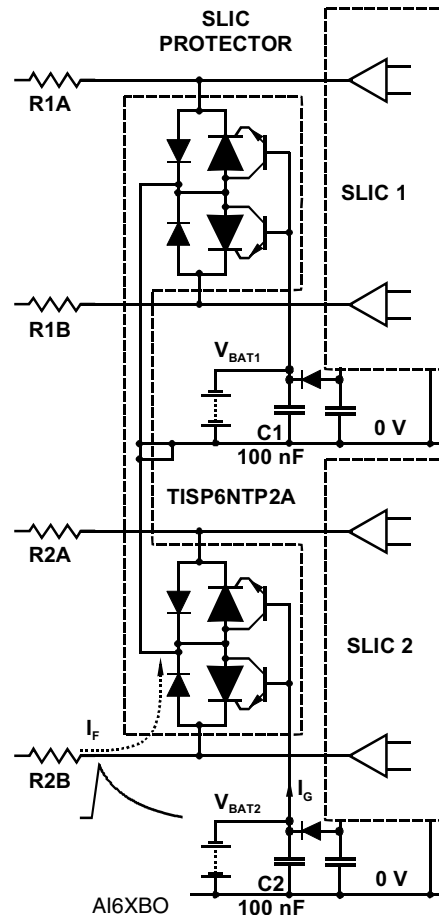 SLIC
PROTECTOR
R1A
SLIC 1
R1B
VBAT1
C1
0 V
100 nF
TISP6NTP2A
R2A
SLIC 2
IF
R2B
IG
VBAT2
C2
0 V
AI6XBO
100 nF